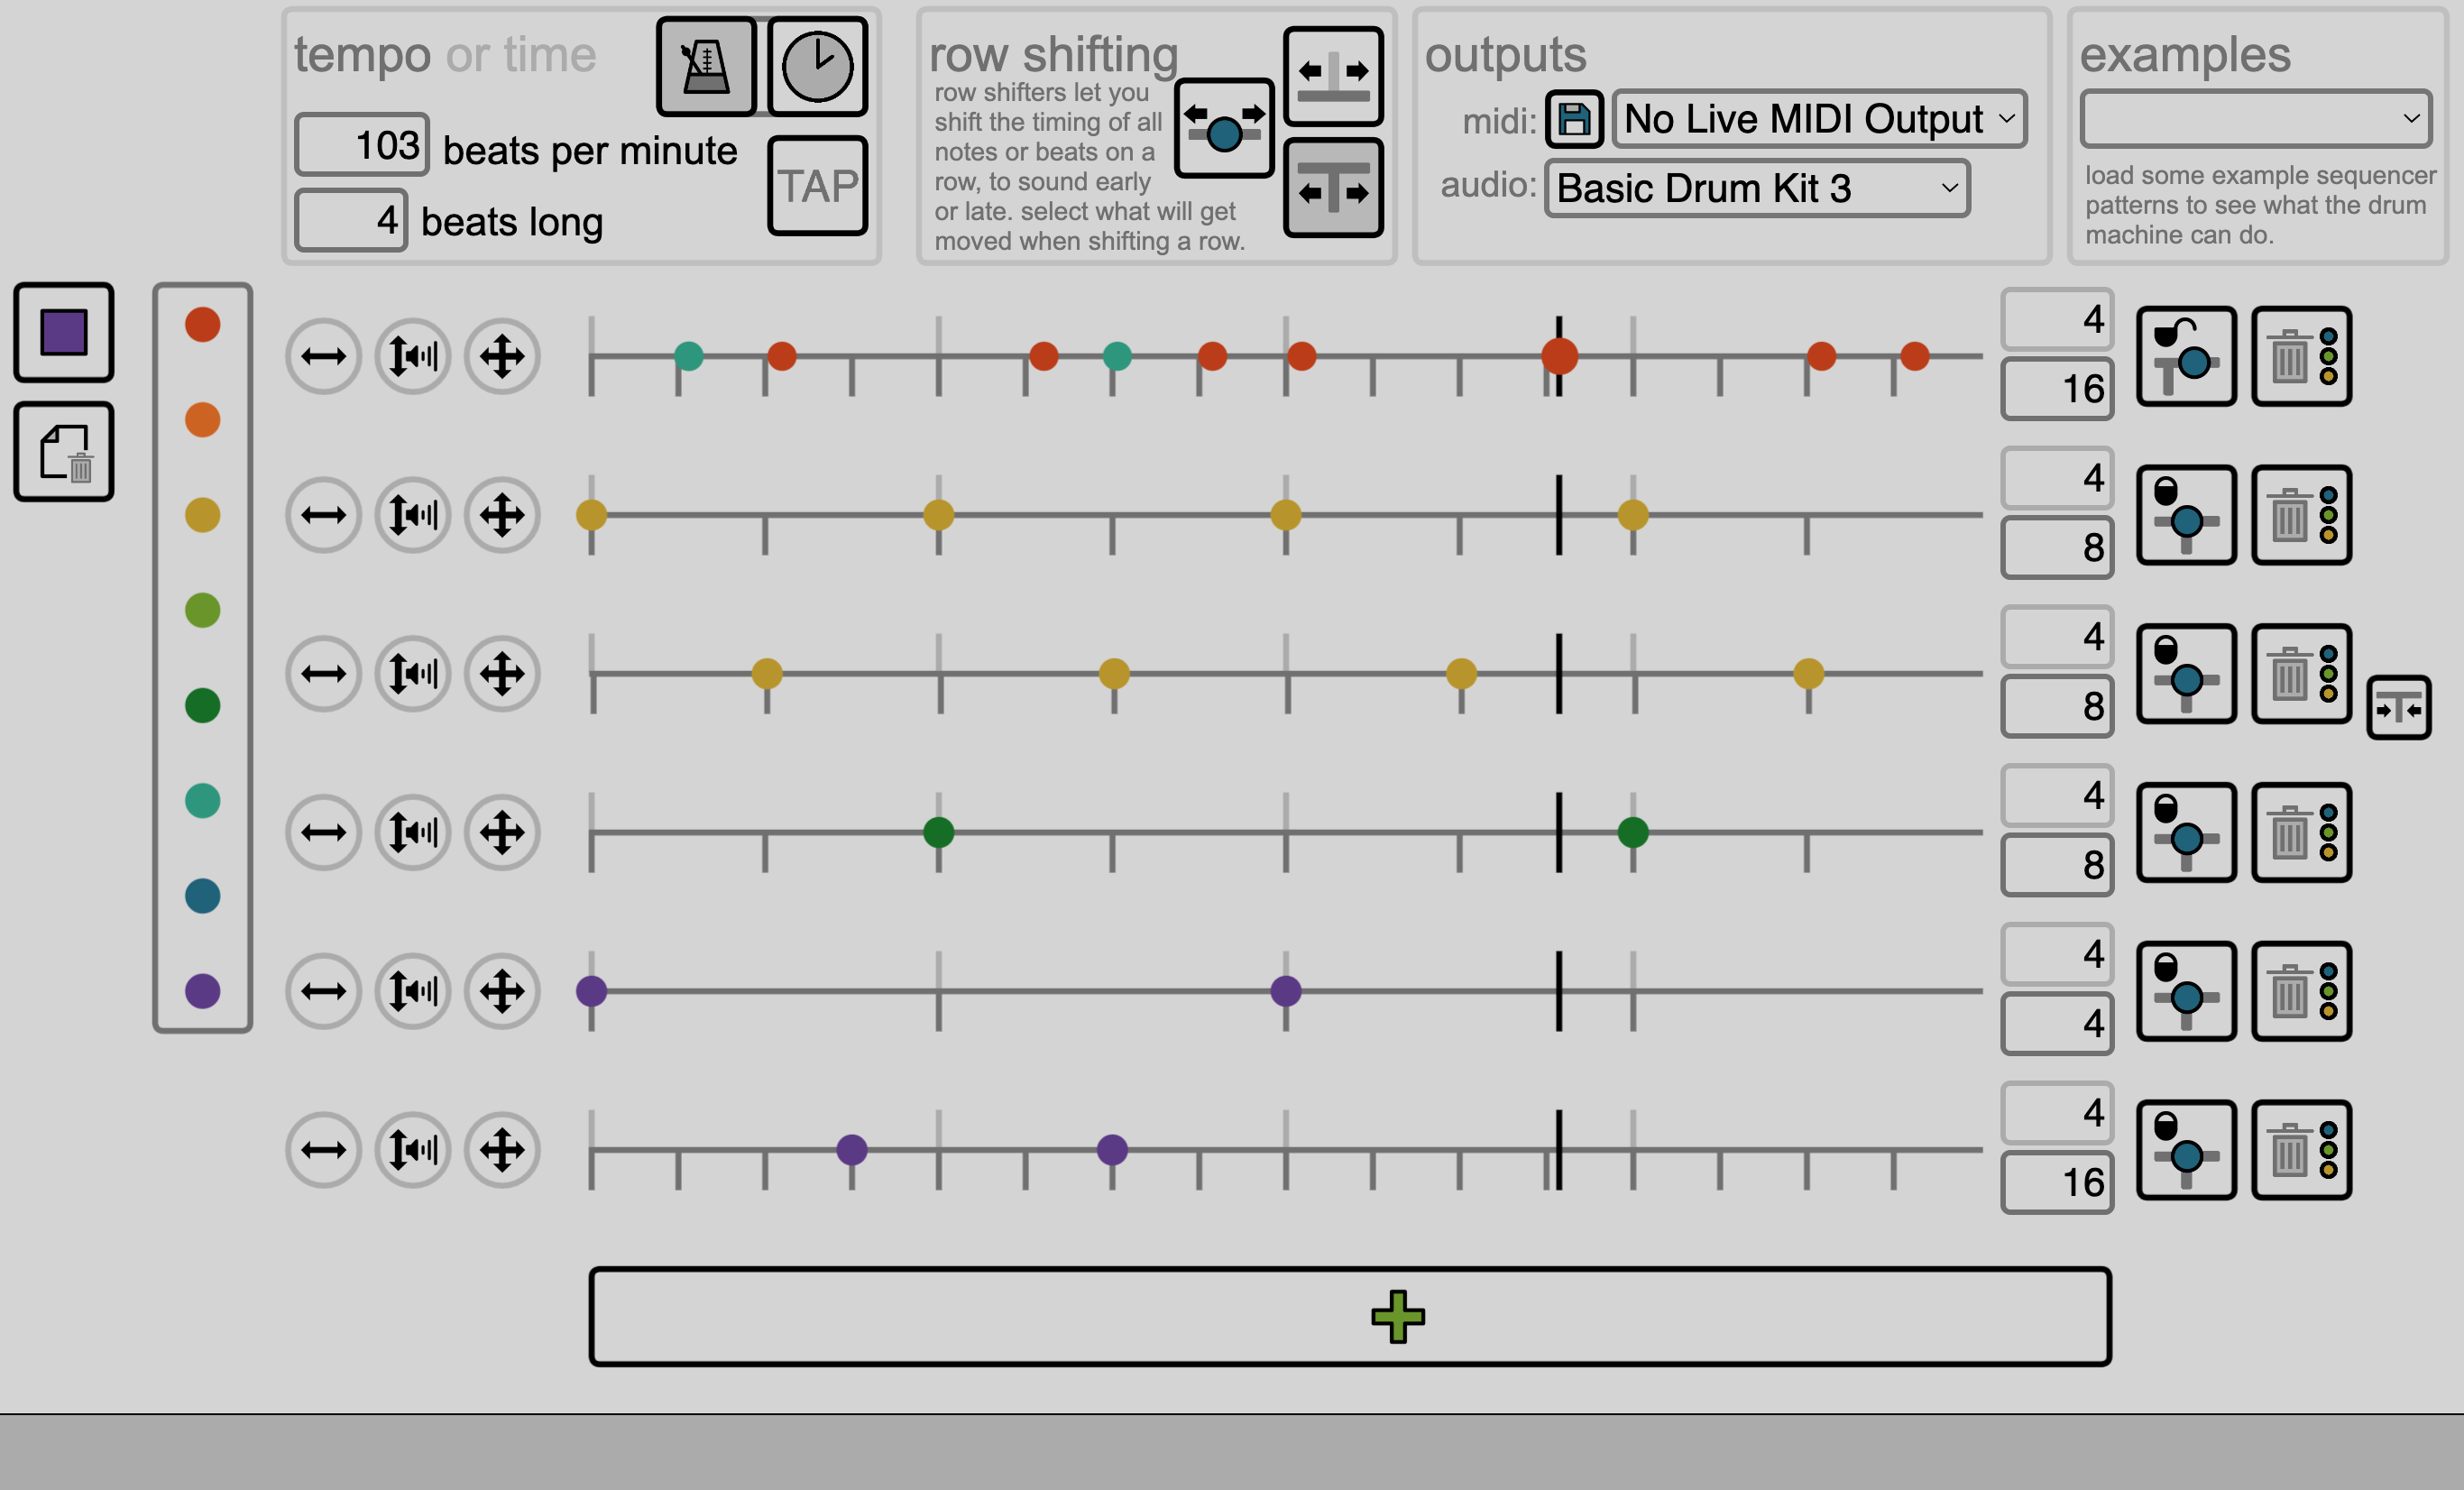 tempo or time
103 beats per minute
4 beats long
TAP
row shifting
row shifters let you
shift the timing of all
notes or beats on a
row, to sound early
or late. select what will get
moved when shifting a row.
outputs
midi: No Live MIDI Output
audio: Basic Drum Kit 3
examples
load some example sequencer
patterns to see what the drum
machine can do.
4
16
4
8
4
8
4
8
4
4
4
16